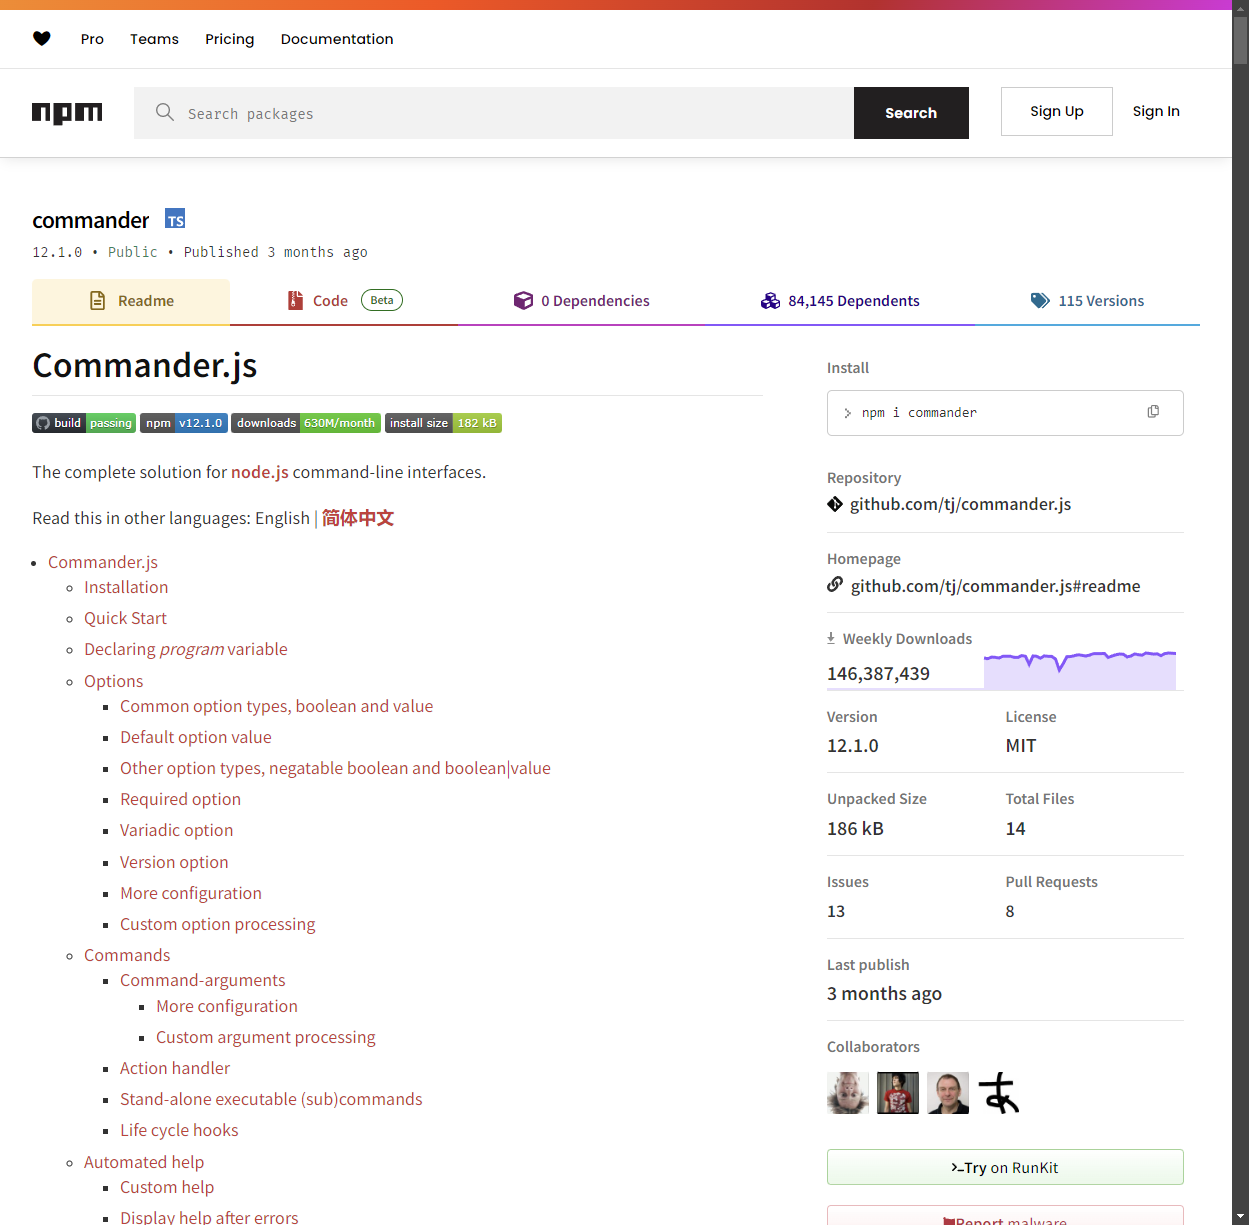 Pro Teams Pricing Documentation
npm Search packages Search Sign Up Sign In
commander TS
12.1.0 • Public • Published 3 months ago
Readme
Code Beta
0 Dependencies
84,145 Dependents
115 Versions
Commander.js
build passing npm v12.1.0 downloads 630M/month install size 182 kB
The complete solution for node.js command-line interfaces.
Read this in other languages: English | 简体中文
Commander.js
Installation
Quick Start
Declaring program variable
Options
Common option types, boolean and value
Default option value
Other option types, negatable boolean and boolean|value
Required option
Variadic option
Version option
More configuration
Custom option processing
Commands
Command-arguments
More configuration
Custom argument processing
Action handler
Stand-alone executable (sub)commands
Life cycle hooks
Automated help
Custom help
Display help after errors
Install
npm i commander
Repository
github.com/tj/commander.js
Homepage
github.com/tj/commander.js#readme
Weekly Downloads
146,387,439
Version
12.1.0
License
MIT
Unpacked Size
186 kB
Total Files
14
Issues
13
Pull Requests
8
Last publish
3 months ago
Collaborators
あ
Try on RunKit
Report malware